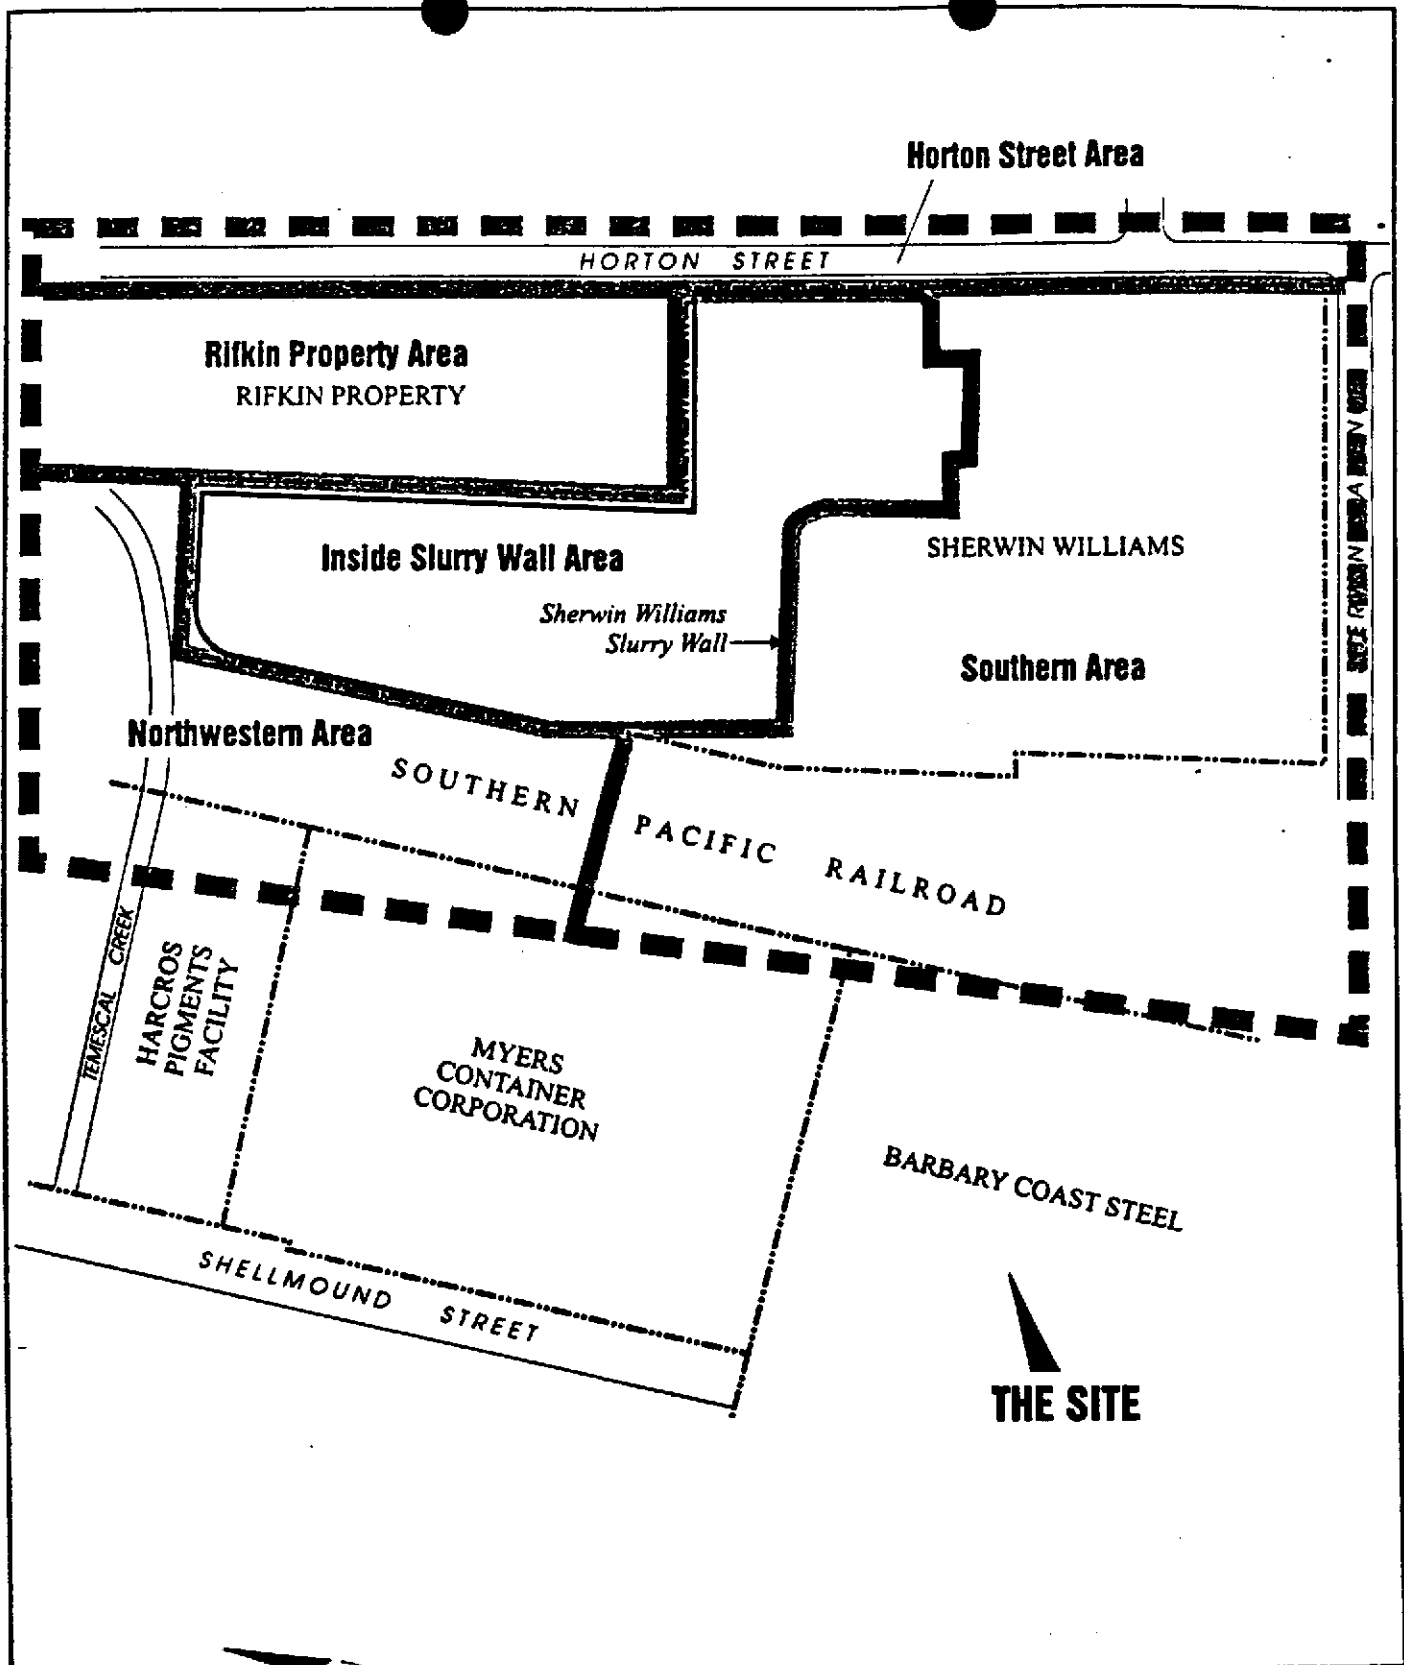 Horton Street Area
HORTON STREET
Rifkin Property Area
RIFKIN PROPERTY
Inside Slurry Wall Area
SHERWIN WILLIAMS
Sherwin Williams
Slurry Wall
Southern Area
Northwestern Area
SOUTHERN PACIFIC RAILROAD
TEMESCAL CREEK
HARCROS
PIGMENTS
FACILITY
MYERS
CONTAINER
CORPORATION
BARBARY COAST STEEL
SHELLMOUND STREET
THE SITE